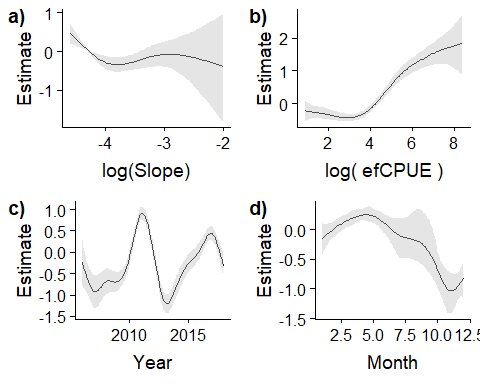 a)
Estimate
1
0
-1
-4
-3
-2
log(Slope)
b)
Estimate
2
1
0
2
4
6
8
log( efCPUE )
c)
Estimate
1.0
0.5
0.0
-0.5
-1.0
-1.5
2010
2015
Year
d)
Estimate
0.0
-0.5
-1.0
-1.5
2.5
5.0
7.5
10.0
12.5
Month